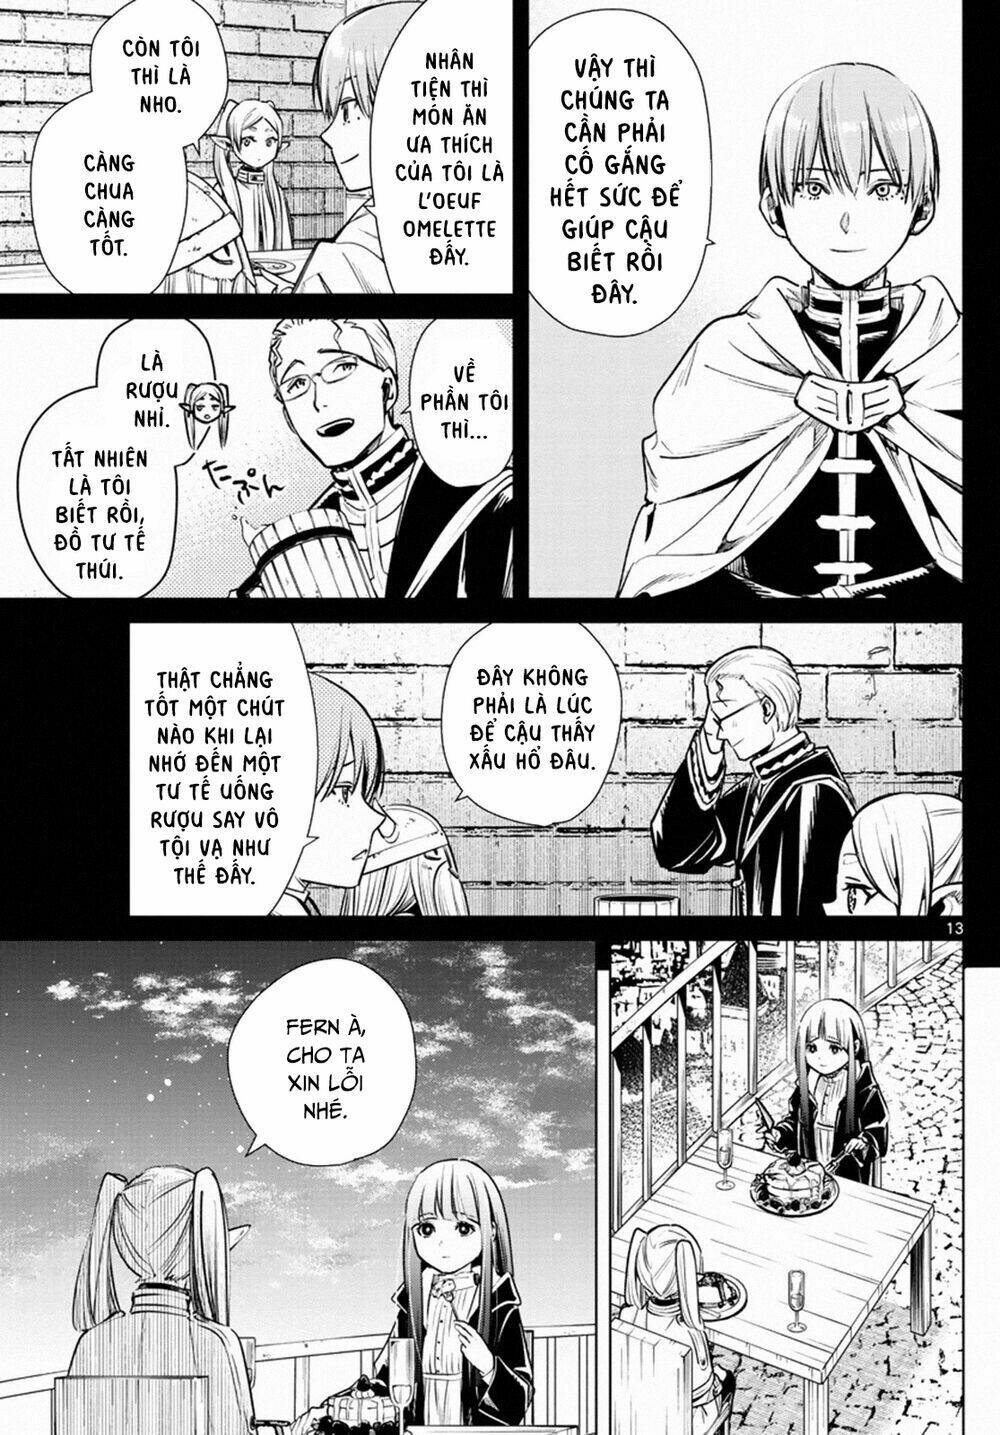 VẬY THÌ
CHÚNG TA
CẦN PHẢI
CỐ GẮNG
HẾT SỨC ĐỂ
GIÚP CẬU
BIẾT RỒI
ĐÂY.
NHÂN
TIỆN THÌ
MÓN ĂN
ƯA THÍCH
CỦA TÔI LÀ
L'OEUF
OMELETTE
ĐẤY.
CÒN TÔI
THÌ LÀ
NHO.
CÀNG
CHUA
CÀNG
TỐT.
VỀ
PHẦN TÔI
THÌ...
たぷん
LÀ
RƯỢU
NHỈ.
TẤT NHIÊN
LÀ TÔI
BIẾT RỒI,
ĐỒ TƯ TẾ
THÚI.
ĐÂY KHÔNG
PHẢI LÀ LÚC
ĐỂ CẬU THẤY
XẤU HỔ ĐÂU.
THẬT CHẲNG
TỐT MỘT CHÚT
NÀO KHI LẠI
NHỚ ĐẾN MỘT
TƯ TẾ UỐNG
RƯỢU SAY VÔ
TỘI VẠ NHƯ
THẾ ĐẤY.
13
FERN À,
CHO TA
XIN LỖI
NHÉ.